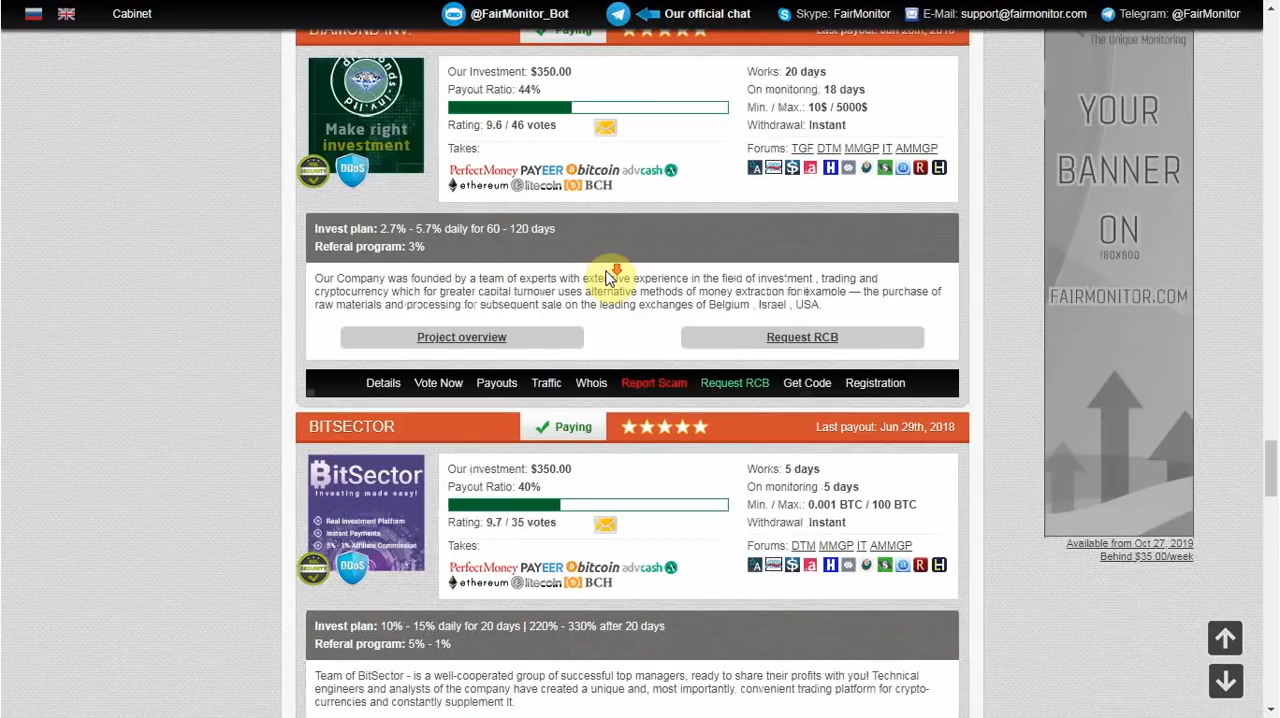 Cabinet
@FairMonitor_Bot
Our official chat
Skype: FairMonitor
E-Mail: support@fairmonitor.com
Telegram: @FairMonitor
DIAMOND INV.
Paying
Last payout: Jun 28th, 2018
diamonds-inv.ltd
Make right
investment
SECURITY
DDoS
Our Investment: $350.00
Payout Ratio: 44%
Rating: 9.6 / 46 votes
Takes:
PerfectMoney PAYEER bitcoin advcash
ethereum litecoin BCH
Works: 20 days
On monitoring. 18 days
Min. / Max.: 10$ / 5000$
Withdrawal: Instant
Forums: TGF DTM MMGP IT AMMGP
Invest plan: 2.7% - 5.7% daily for 60 - 120 days
Referal program: 3%
Our Company was founded by a team of experts with extensive experience in the field of investment , trading and
cryptocurrency which for greater capital turnover uses alternative methods of money extraction for example — the purchase of
raw materials and processing for subsequent sale on the leading exchanges of Belgium , Israel , USA.
Project overview
Request RCB
Details Vote Now Payouts Traffic Whois Report Scam Request RCB Get Code Registration
BITSECTOR
Paying
Last payout: Jun 29th, 2018
BitSector
Investing made easy!
Real Investment Platform
Instant Payments
5% - 1% Affiliate Commission
SECURITY
DDoS
Our investment: $350.00
Payout Ratio: 40%
Rating: 9.7 / 35 votes
Takes:
PerfectMoney PAYEER bitcoin advcash
ethereum litecoin BCH
Works: 5 days
On monitoring .5 days
Min. / Max.: 0.001 BTC / 100 BTC
Withdrawal Instant
Forums: DTM MMGP IT AMMGP
Invest plan: 10% - 15% daily for 20 days | 220% - 330% after 20 days
Referal program: 5% - 1%
Team of BitSector - is a well-cooperated group of successful top managers, ready to share their profits with you! Technical
engineers and analysts of the company have created a unique and, most importantly, convenient trading platform for crypto-
currencies and constantly supplement it.
The Unique Monitoring
YOUR
BANNER
ON
180X600
FAIRMONITOR.COM
Available from Oct 27, 2019
Behind $35.00/week